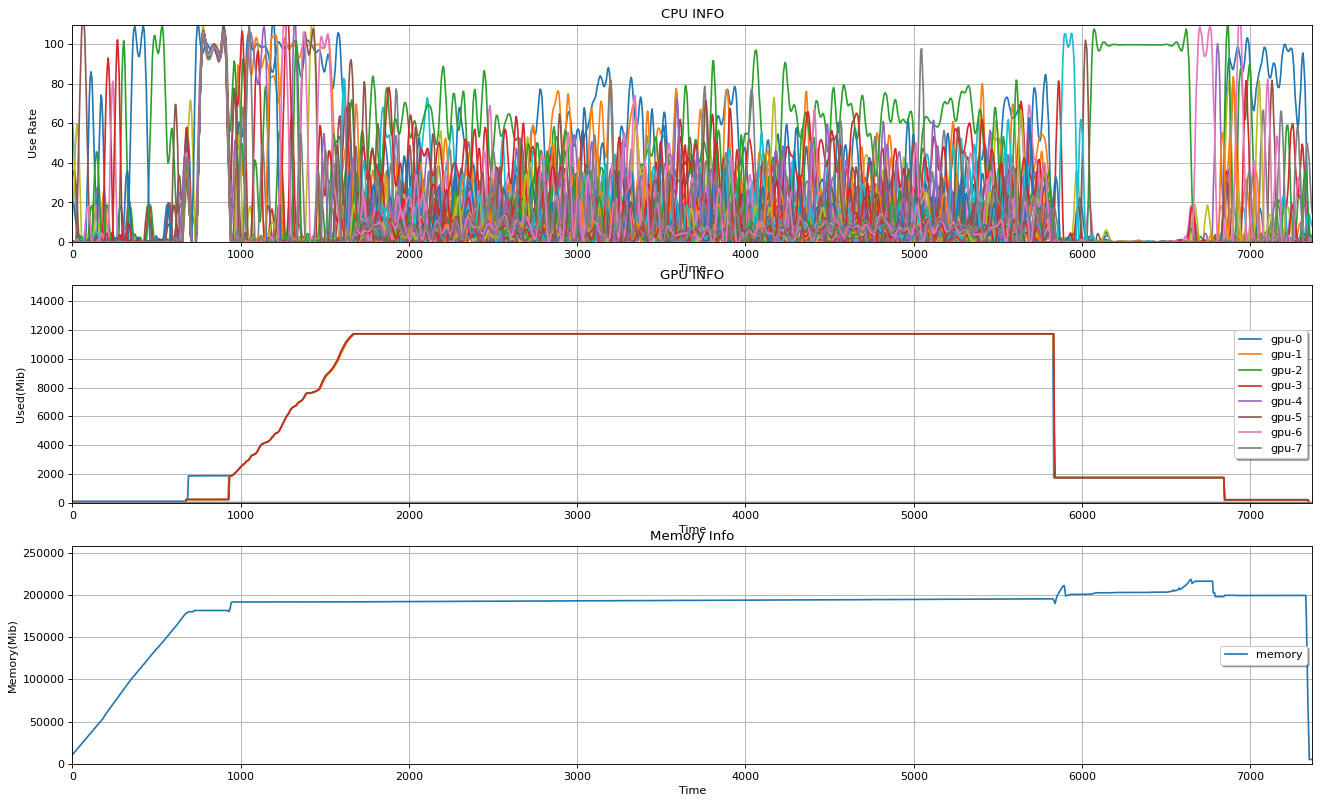 CPU INFO
100
80
60
40
20
0
Use Rate
0 1000 2000 3000 4000 5000 6000 7000
Time
GPU INFO
14000
12000
10000
8000
6000
4000
2000
0
Used(Mib)
gpu-0
gpu-1
gpu-2
gpu-3
gpu-4
gpu-5
gpu-6
gpu-7
0 1000 2000 3000 4000 5000 6000 7000
Time
Memory Info
250000
200000
150000
100000
50000
0
Memory(Mib)
memory
0 1000 2000 3000 4000 5000 6000 7000
Time